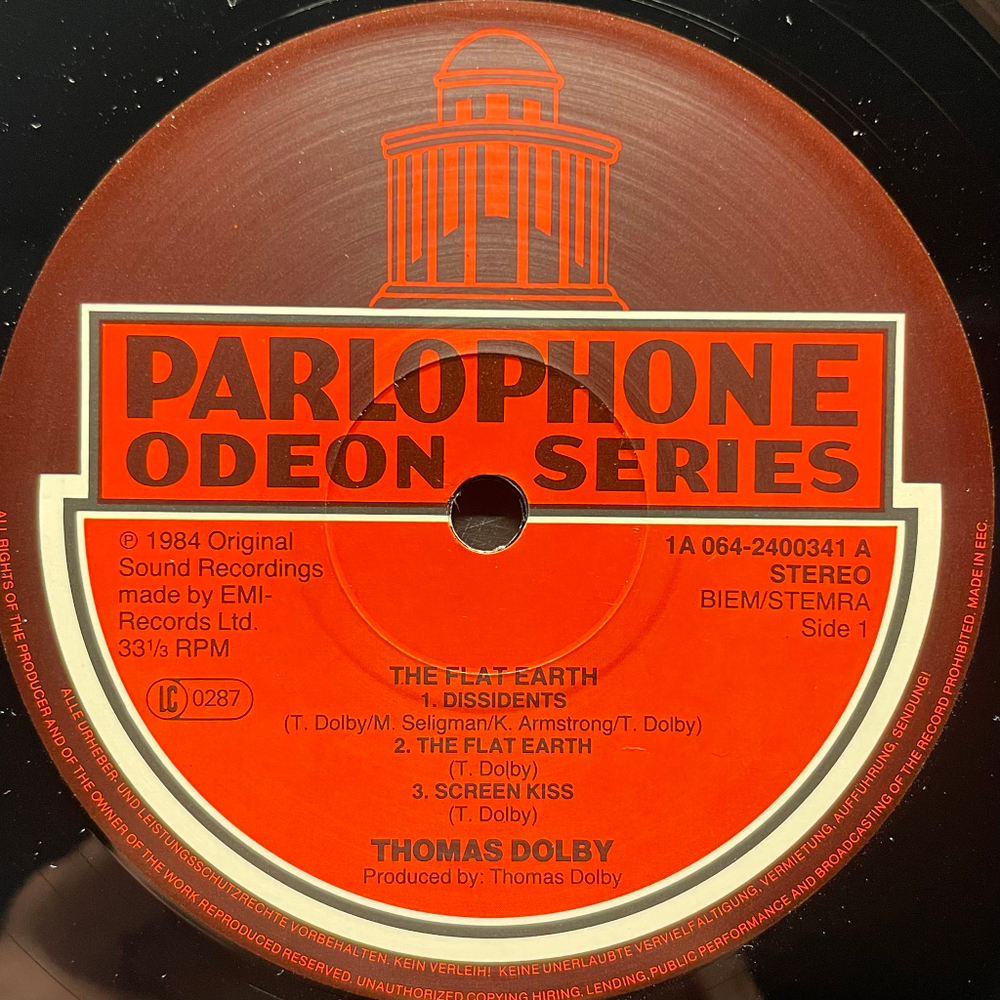 PARLOPHONE
ODEON SERIES
℗ 1984 Original
Sound Recordings
made by EMI-
Records Ltd.
33 1/3 RPM
LC 0287
1A 064-2400341 A
STEREO
BIEM/STEMRA
Side 1
THE FLAT EARTH
1. DISSIDENTS
(T. Dolby/M. Seligman/K. Armstrong/T. Dolby)
2. THE FLAT EARTH
(T. Dolby)
3. SCREEN KISS
(T. Dolby)
THOMAS DOLBY
Produced by: Thomas Dolby
ALLE URHEBER- UND LEISTUNGSSCHUTZRECHTE VORBEHALTEN. KEIN VERLEIH! KEINE UNERLAUBTE VERVIELFALTIGUNG, VERMIETUNG, AUFFÜHRUNG, SENDUNG!
ALL RIGHTS OF THE PRODUCER AND OF THE OWNER OF THE WORK REPRODUCED RESERVED. UNAUTHORIZED COPYING HIRING, LENDING, PUBLIC PERFORMANCE AND BROADCASTING OF THE RECORD PROHIBITED. MADE IN EEC.